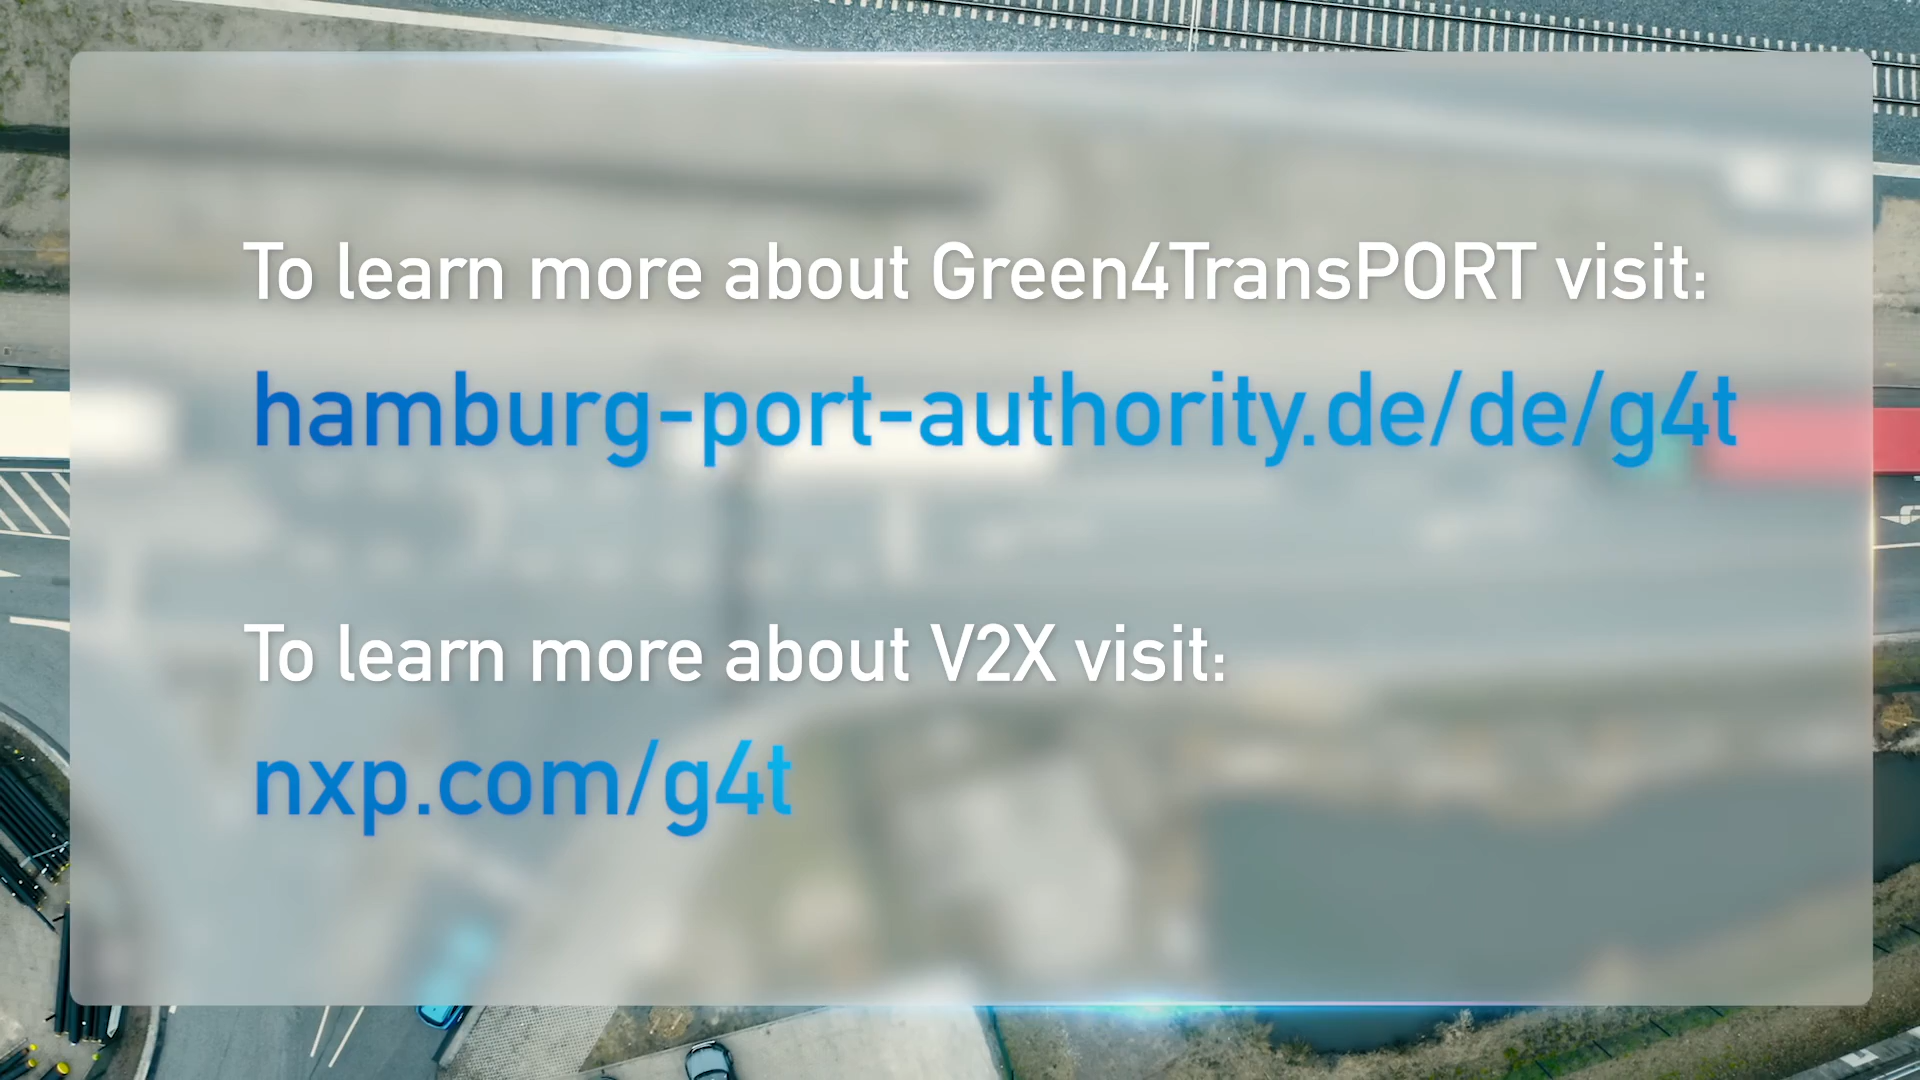 To learn more about Green4TransPORT visit:
hamburg-port-authority.de/de/g4t
To learn more about V2X visit:
nxp.com/g4t